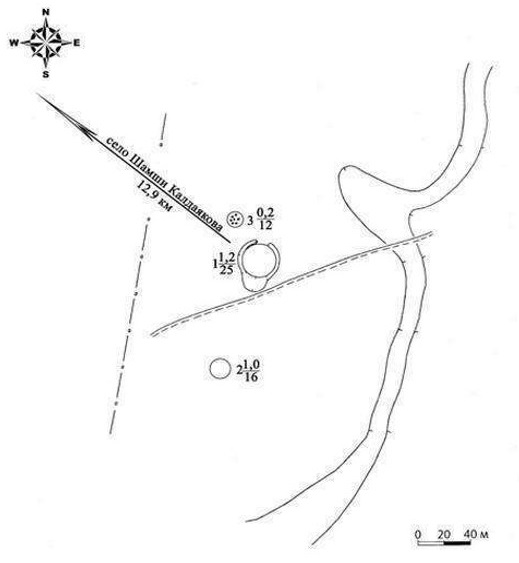 N
W E
S
село Шамши Калдаякова
12,9 км
3 0,2
12
1 1,2
25
2 1,0
16
0 20 40 м